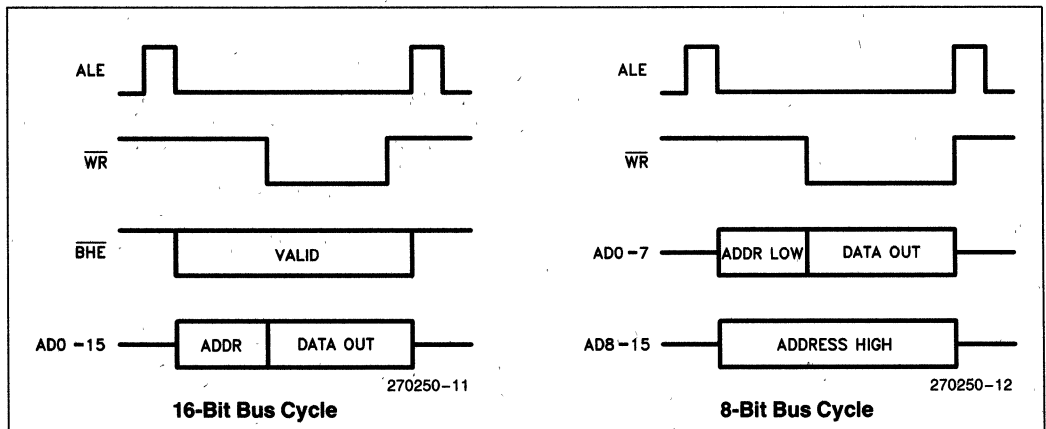 ALE
WR
BHE
VALID
AD0-15
ADDR
DATA OUT
270250-11
16-Bit Bus Cycle
ALE
WR
AD0-7
ADDR LOW
DATA OUT
AD8-15
ADDRESS HIGH
270250-12
8-Bit Bus Cycle